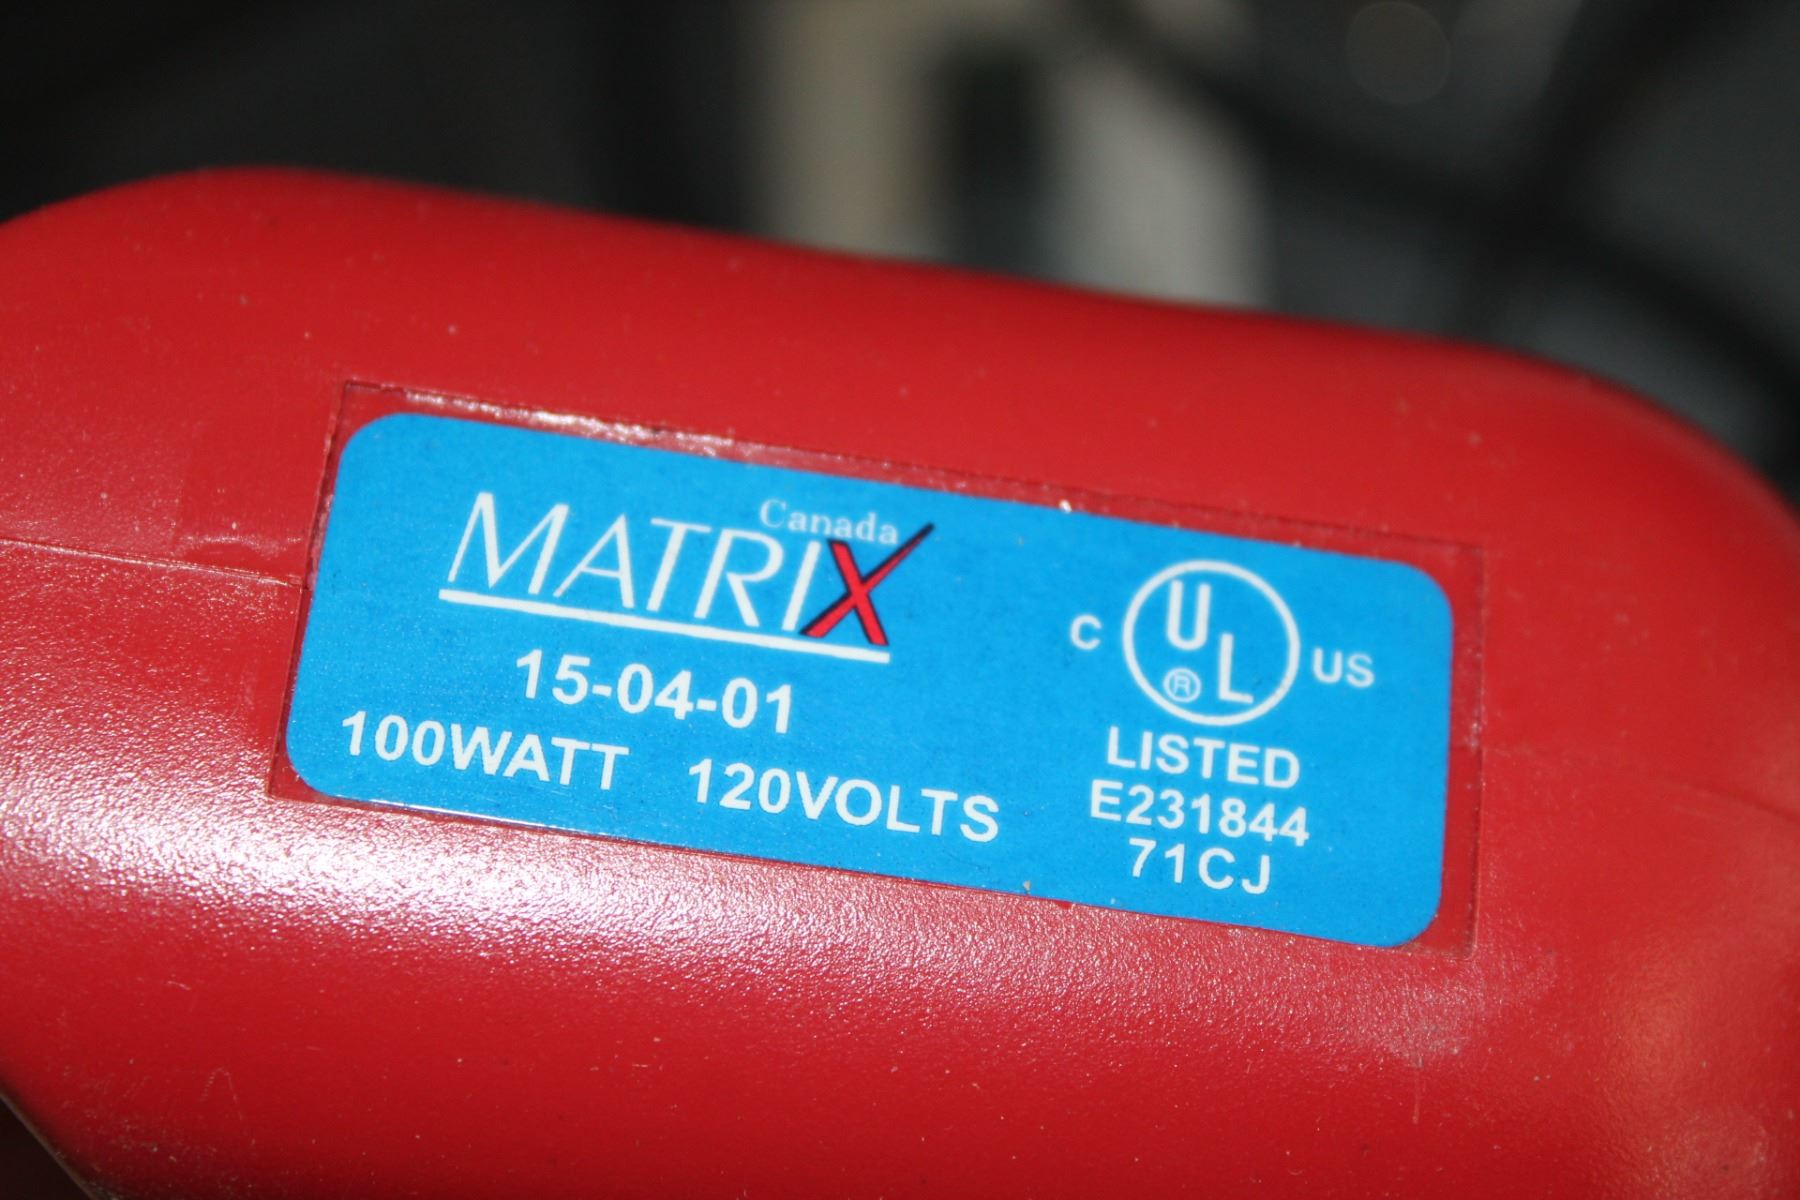 Canada
MATRIX
15-04-01
100WATT 120VOLTS
C UL® US
LISTED
E231844
71CJ